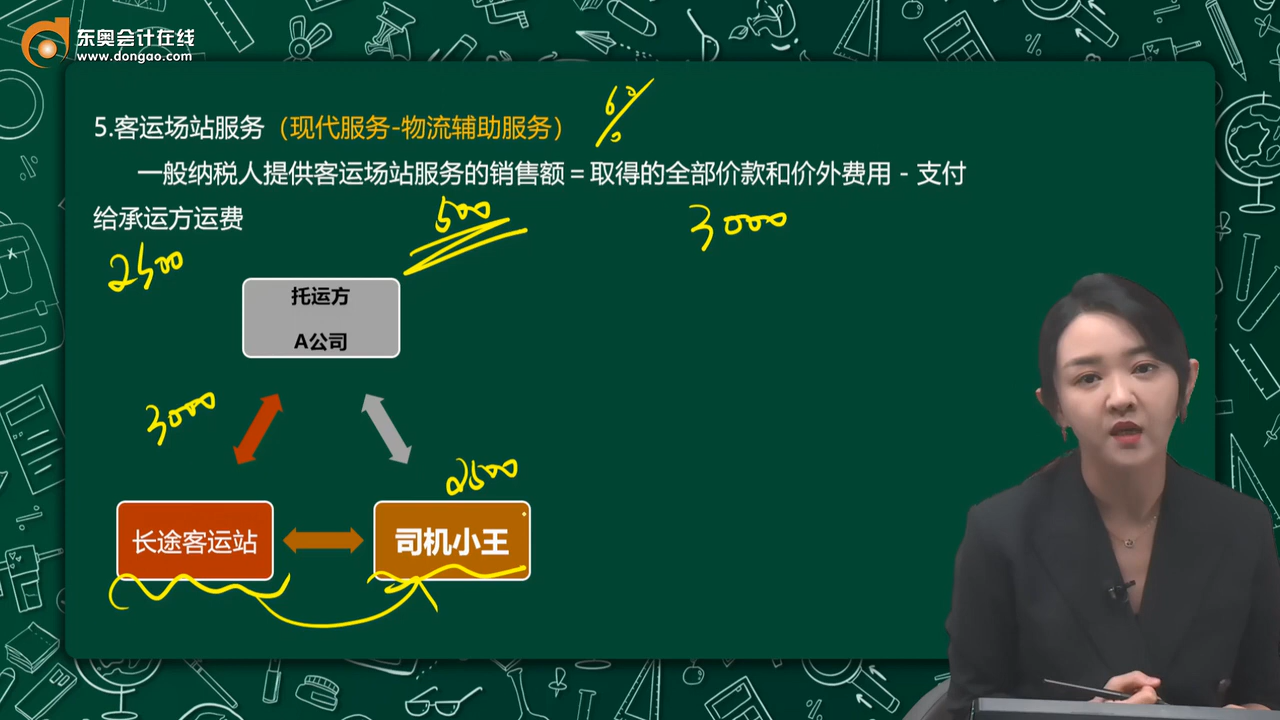 东奥会计在线
www.dongao.com
5.客运场站服务（现代服务-物流辅助服务）
6%
一般纳税人提供客运场站服务的销售额＝取得的全部价款和价外费用－支付
给承运方运费
500
3000
2500
托运方
A公司
3000
2500
长途客运站
司机小王